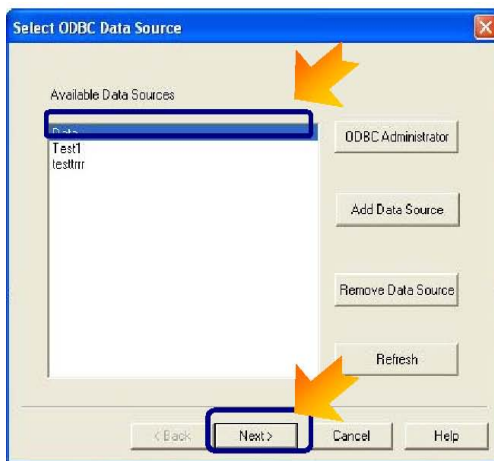 Select ODBC Data Source
Available Data Sources
Data
Test1
ODBC Administrator
Add Data Source
Remove Data Source
Refresh
< Back
Next >
Cancel
Help